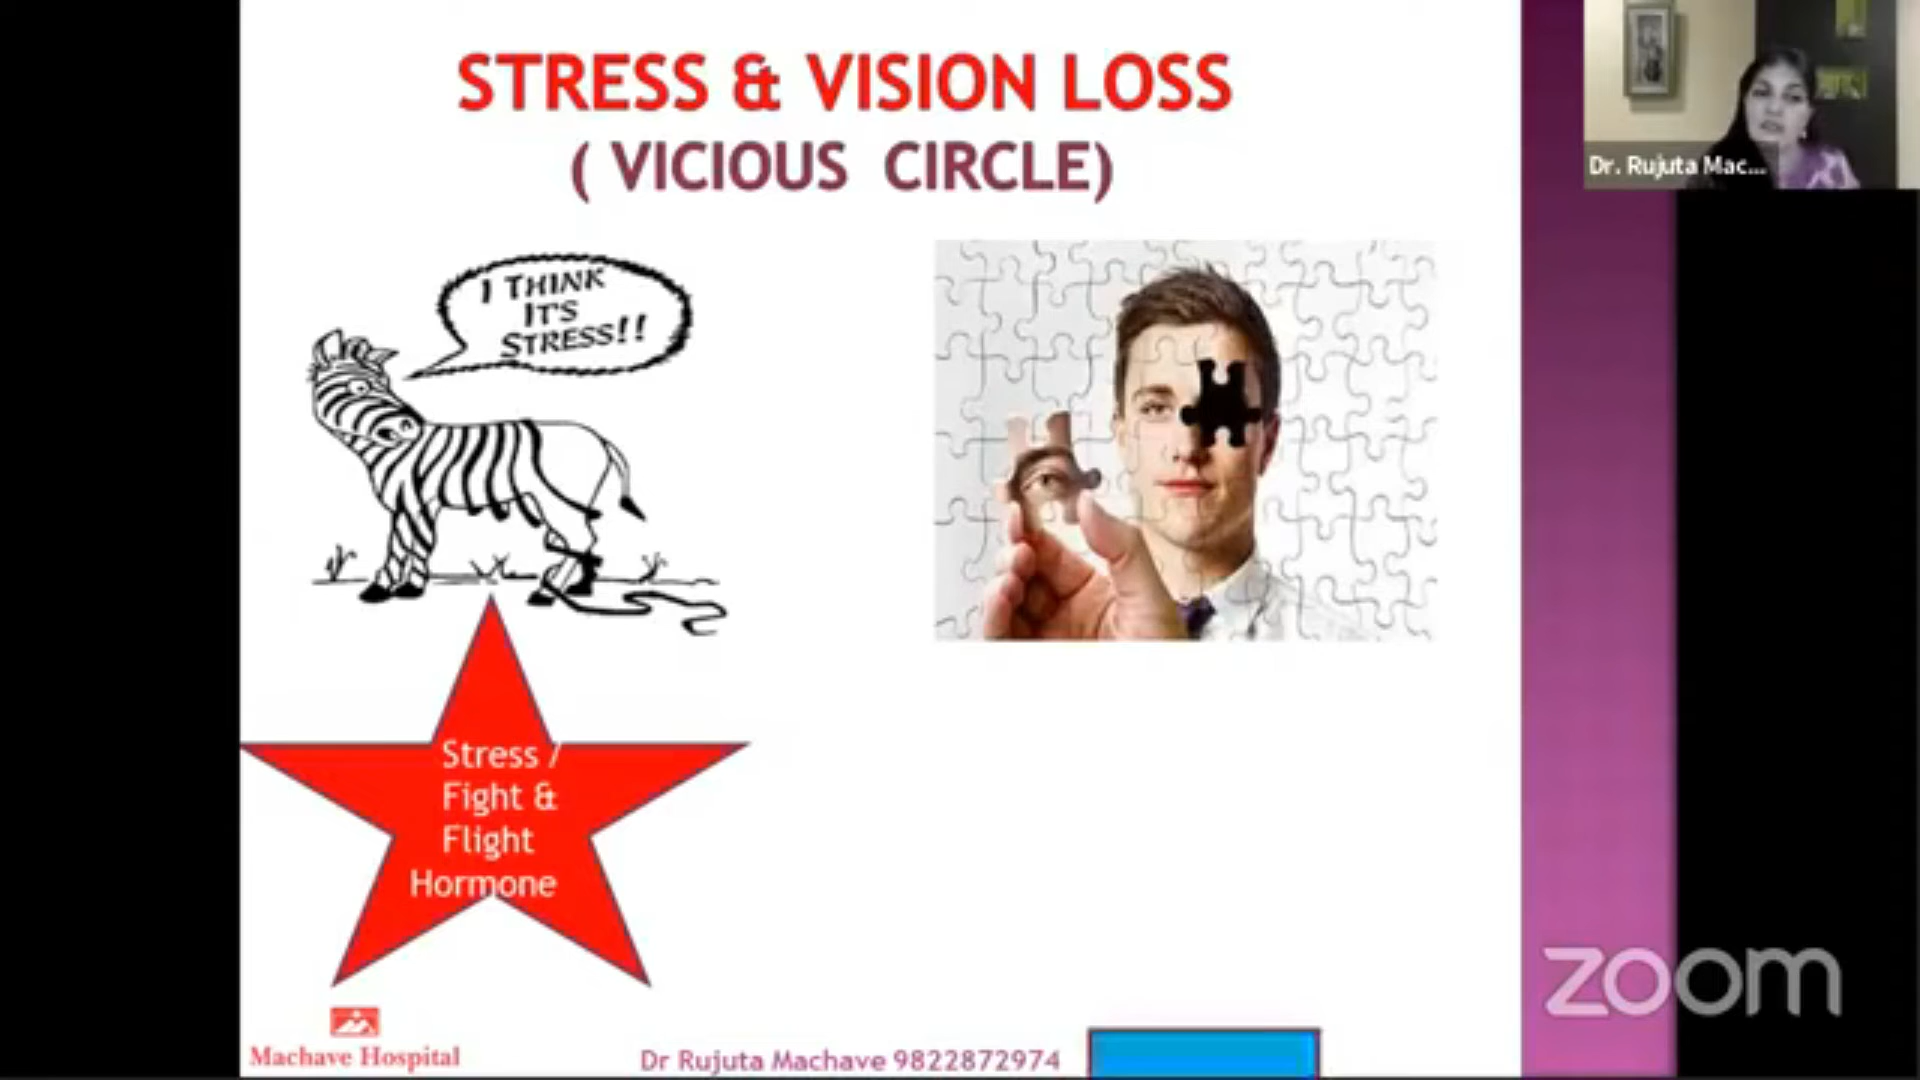 STRESS & VISION LOSS
( VICIOUS CIRCLE)
Dr. Rujuta Mac...
I THINK
IT'S
STRESS!!
Stress /
Fight &
Flight
Hormone
Machave Hospital
Dr Rujuta Machave 9822872974
zoom